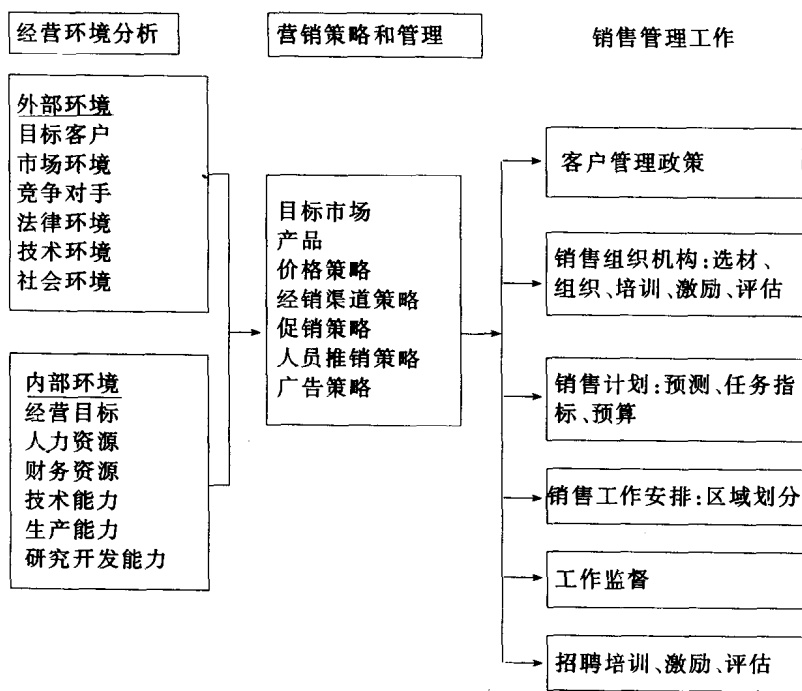 经营环境分析
营销策略和管理
销售管理工作
外部环境
目标客户
市场环境
竞争对手
法律环境
技术环境
社会环境
内部环境
经营目标
人力资源
财务资源
技术能力
生产能力
研究开发能力
目标市场
产品
价格策略
经销渠道策略
促销策略
人员推销策略
广告策略
客户管理政策
销售组织机构:选材、
组织、培训、激励、评估
销售计划:预测、任务指
标、预算
销售工作安排:区域划分
工作监督
招聘培训、激励、评估